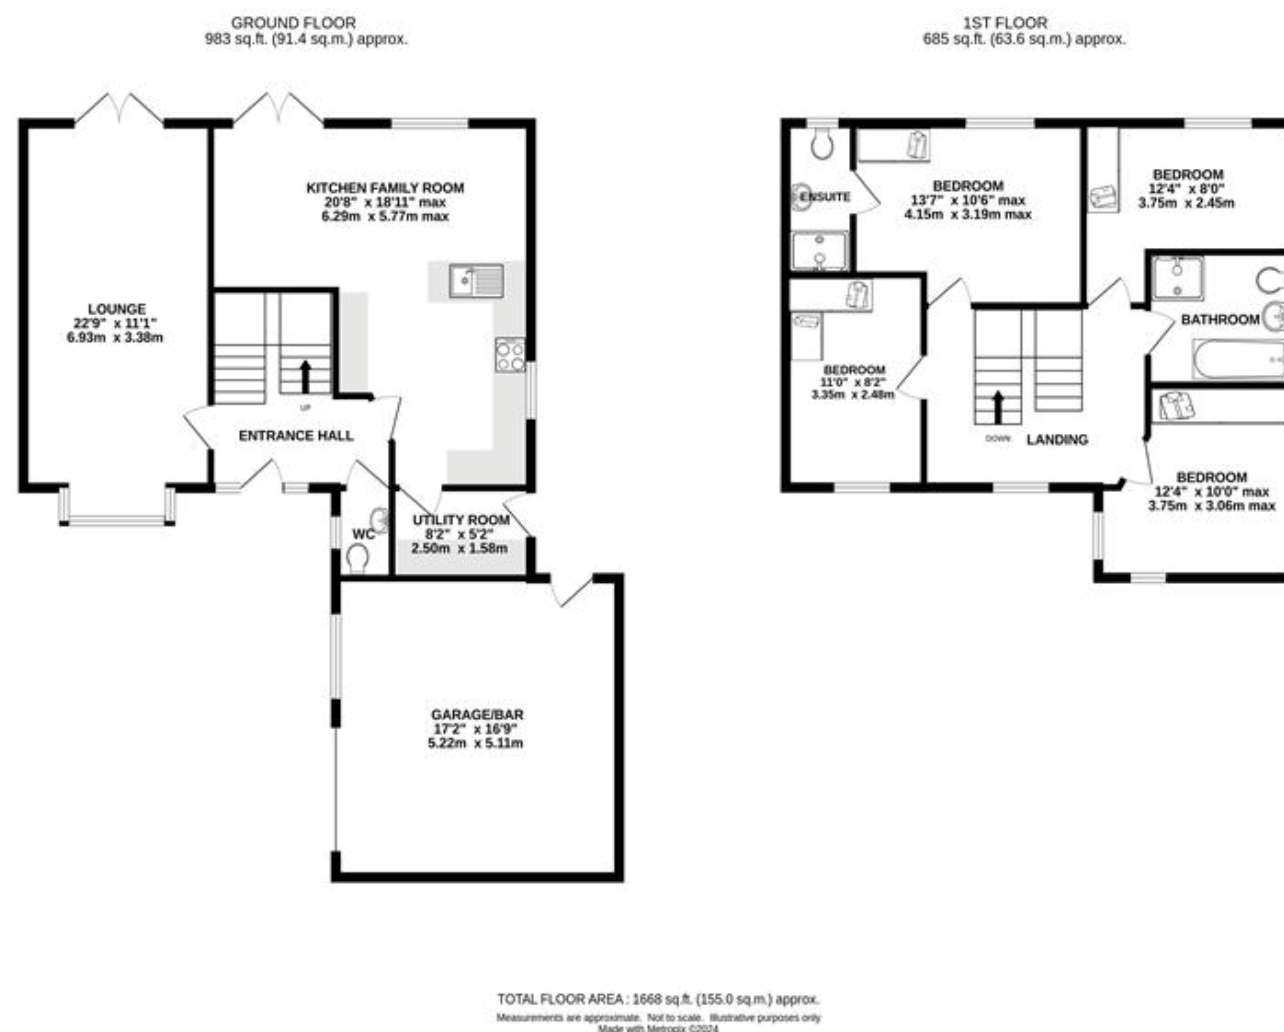 GROUND FLOOR
983 sq.ft. (91.4 sq.m.) approx.
1ST FLOOR
685 sq.ft. (63.6 sq.m.) approx.
KITCHEN FAMILY ROOM
20'8" x 18'11" max
6.29m x 5.77m max
LOUNGE
22'9" x 11'1"
6.93m x 3.38m
UP
ENTRANCE HALL
WC
UTILITY ROOM
8'2" x 5'2"
2.50m x 1.58m
GARAGE/BAR
17'2" x 16'9"
5.22m x 5.11m
ENSUITE
BEDROOM
13'7" x 10'6" max
4.15m x 3.19m max
BEDROOM
12'4" x 8'0"
3.75m x 2.45m
BATHROOM
BEDROOM
11'0" x 8'2"
3.35m x 2.48m
DOWN
LANDING
BEDROOM
12'4" x 10'0" max
3.75m x 3.06m max
TOTAL FLOOR AREA : 1668 sq.ft. (155.0 sq.m.) approx.
Measurements are approximate. Not to scale. Illustrative purposes only
Made with Metropix ©2024